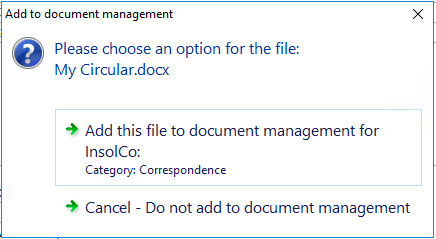 Add to document management
Please choose an option for the file:
My Circular.docx
Add this file to document management for
InsolCo:
Category: Correspondence
Cancel - Do not add to document management